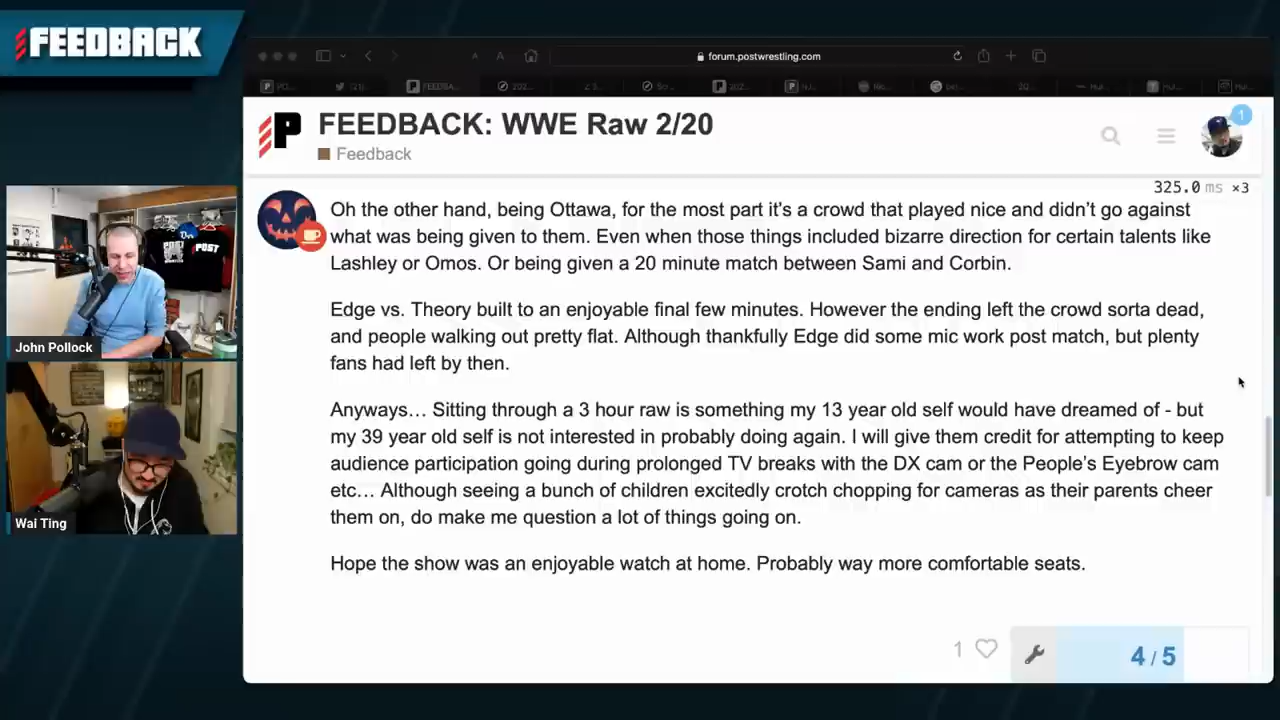 FEEDBACK
forum.postwrestling.com
FEEDBA...
FEEDBACK: WWE Raw 2/20
Feedback
1
325.0 ms ×3
Oh the other hand, being Ottawa, for the most part it's a crowd that played nice and didn't go against
what was being given to them. Even when those things included bizarre direction for certain talents like
Lashley or Omos. Or being given a 20 minute match between Sami and Corbin.
Edge vs. Theory built to an enjoyable final few minutes. However the ending left the crowd sorta dead,
and people walking out pretty flat. Although thankfully Edge did some mic work post match, but plenty
fans had left by then.
Anyways… Sitting through a 3 hour raw is something my 13 year old self would have dreamed of - but
my 39 year old self is not interested in probably doing again. I will give them credit for attempting to keep
audience participation going during prolonged TV breaks with the DX cam or the People's Eyebrow cam
etc… Although seeing a bunch of children excitedly crotch chopping for cameras as their parents cheer
them on, do make me question a lot of things going on.
Hope the show was an enjoyable watch at home. Probably way more comfortable seats.
1
4 / 5
POST
John Pollock
Wai Ting